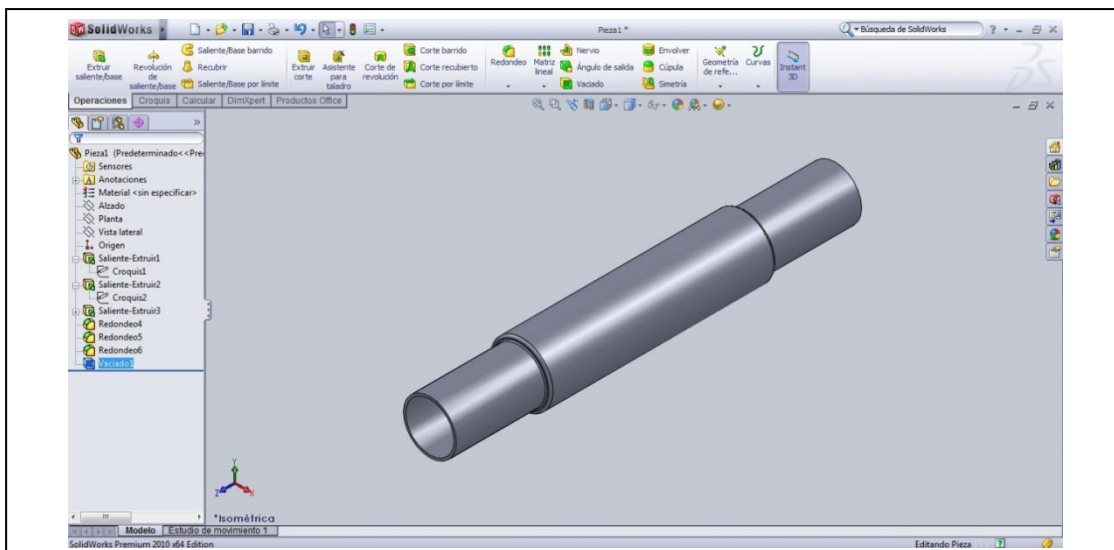 SolidWorks
Pieza1 *
Búsqueda de SolidWorks
Extruir saliente/base
Revolución de saliente/base
Saliente/Base barrido
Recubrir
Saliente/Base por límite
Extruir corte
Asistente para taladro
Corte de revolución
Corte barrido
Corte recubierto
Corte por límite
Redondeo
Matriz lineal
Nervio
Ángulo de salida
Vaciado
Envolver
Cúpula
Simetría
Geometría de refe...
Curvas
Instant 3D
Operaciones Croquis Calcular DimXpert Productos Office
Pieza1 (Predeterminado<<Pre
Sensores
Anotaciones
Material <sin especificar>
Alzado
Planta
Vista lateral
Origen
Saliente-Extruir1
Croquis1
Saliente-Extruir2
Croquis2
Saliente-Extruir3
Redondeo4
Redondeo5
Redondeo6
Vaciado1
Y
Z X
*Isométrica
Modelo Estudio de movimiento 1
SolidWorks Premium 2010 x64 Edition Editando Pieza